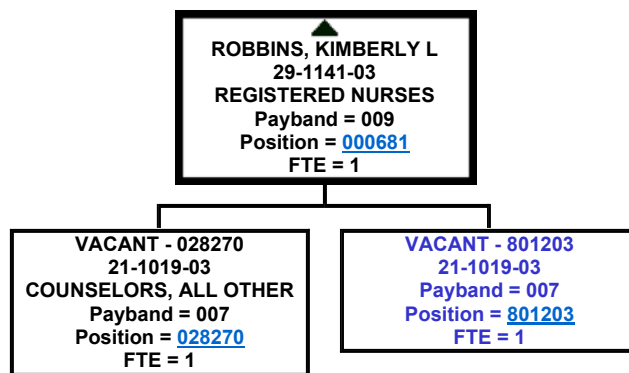 ROBBINS, KIMBERLY L
29-1141-03
REGISTERED NURSES
Payband = 009
Position = 000681
FTE = 1
VACANT - 028270
21-1019-03
COUNSELORS, ALL OTHER
Payband = 007
Position = 028270
FTE = 1
VACANT - 801203
21-1019-03
Payband = 007
Position = 801203
FTE = 1